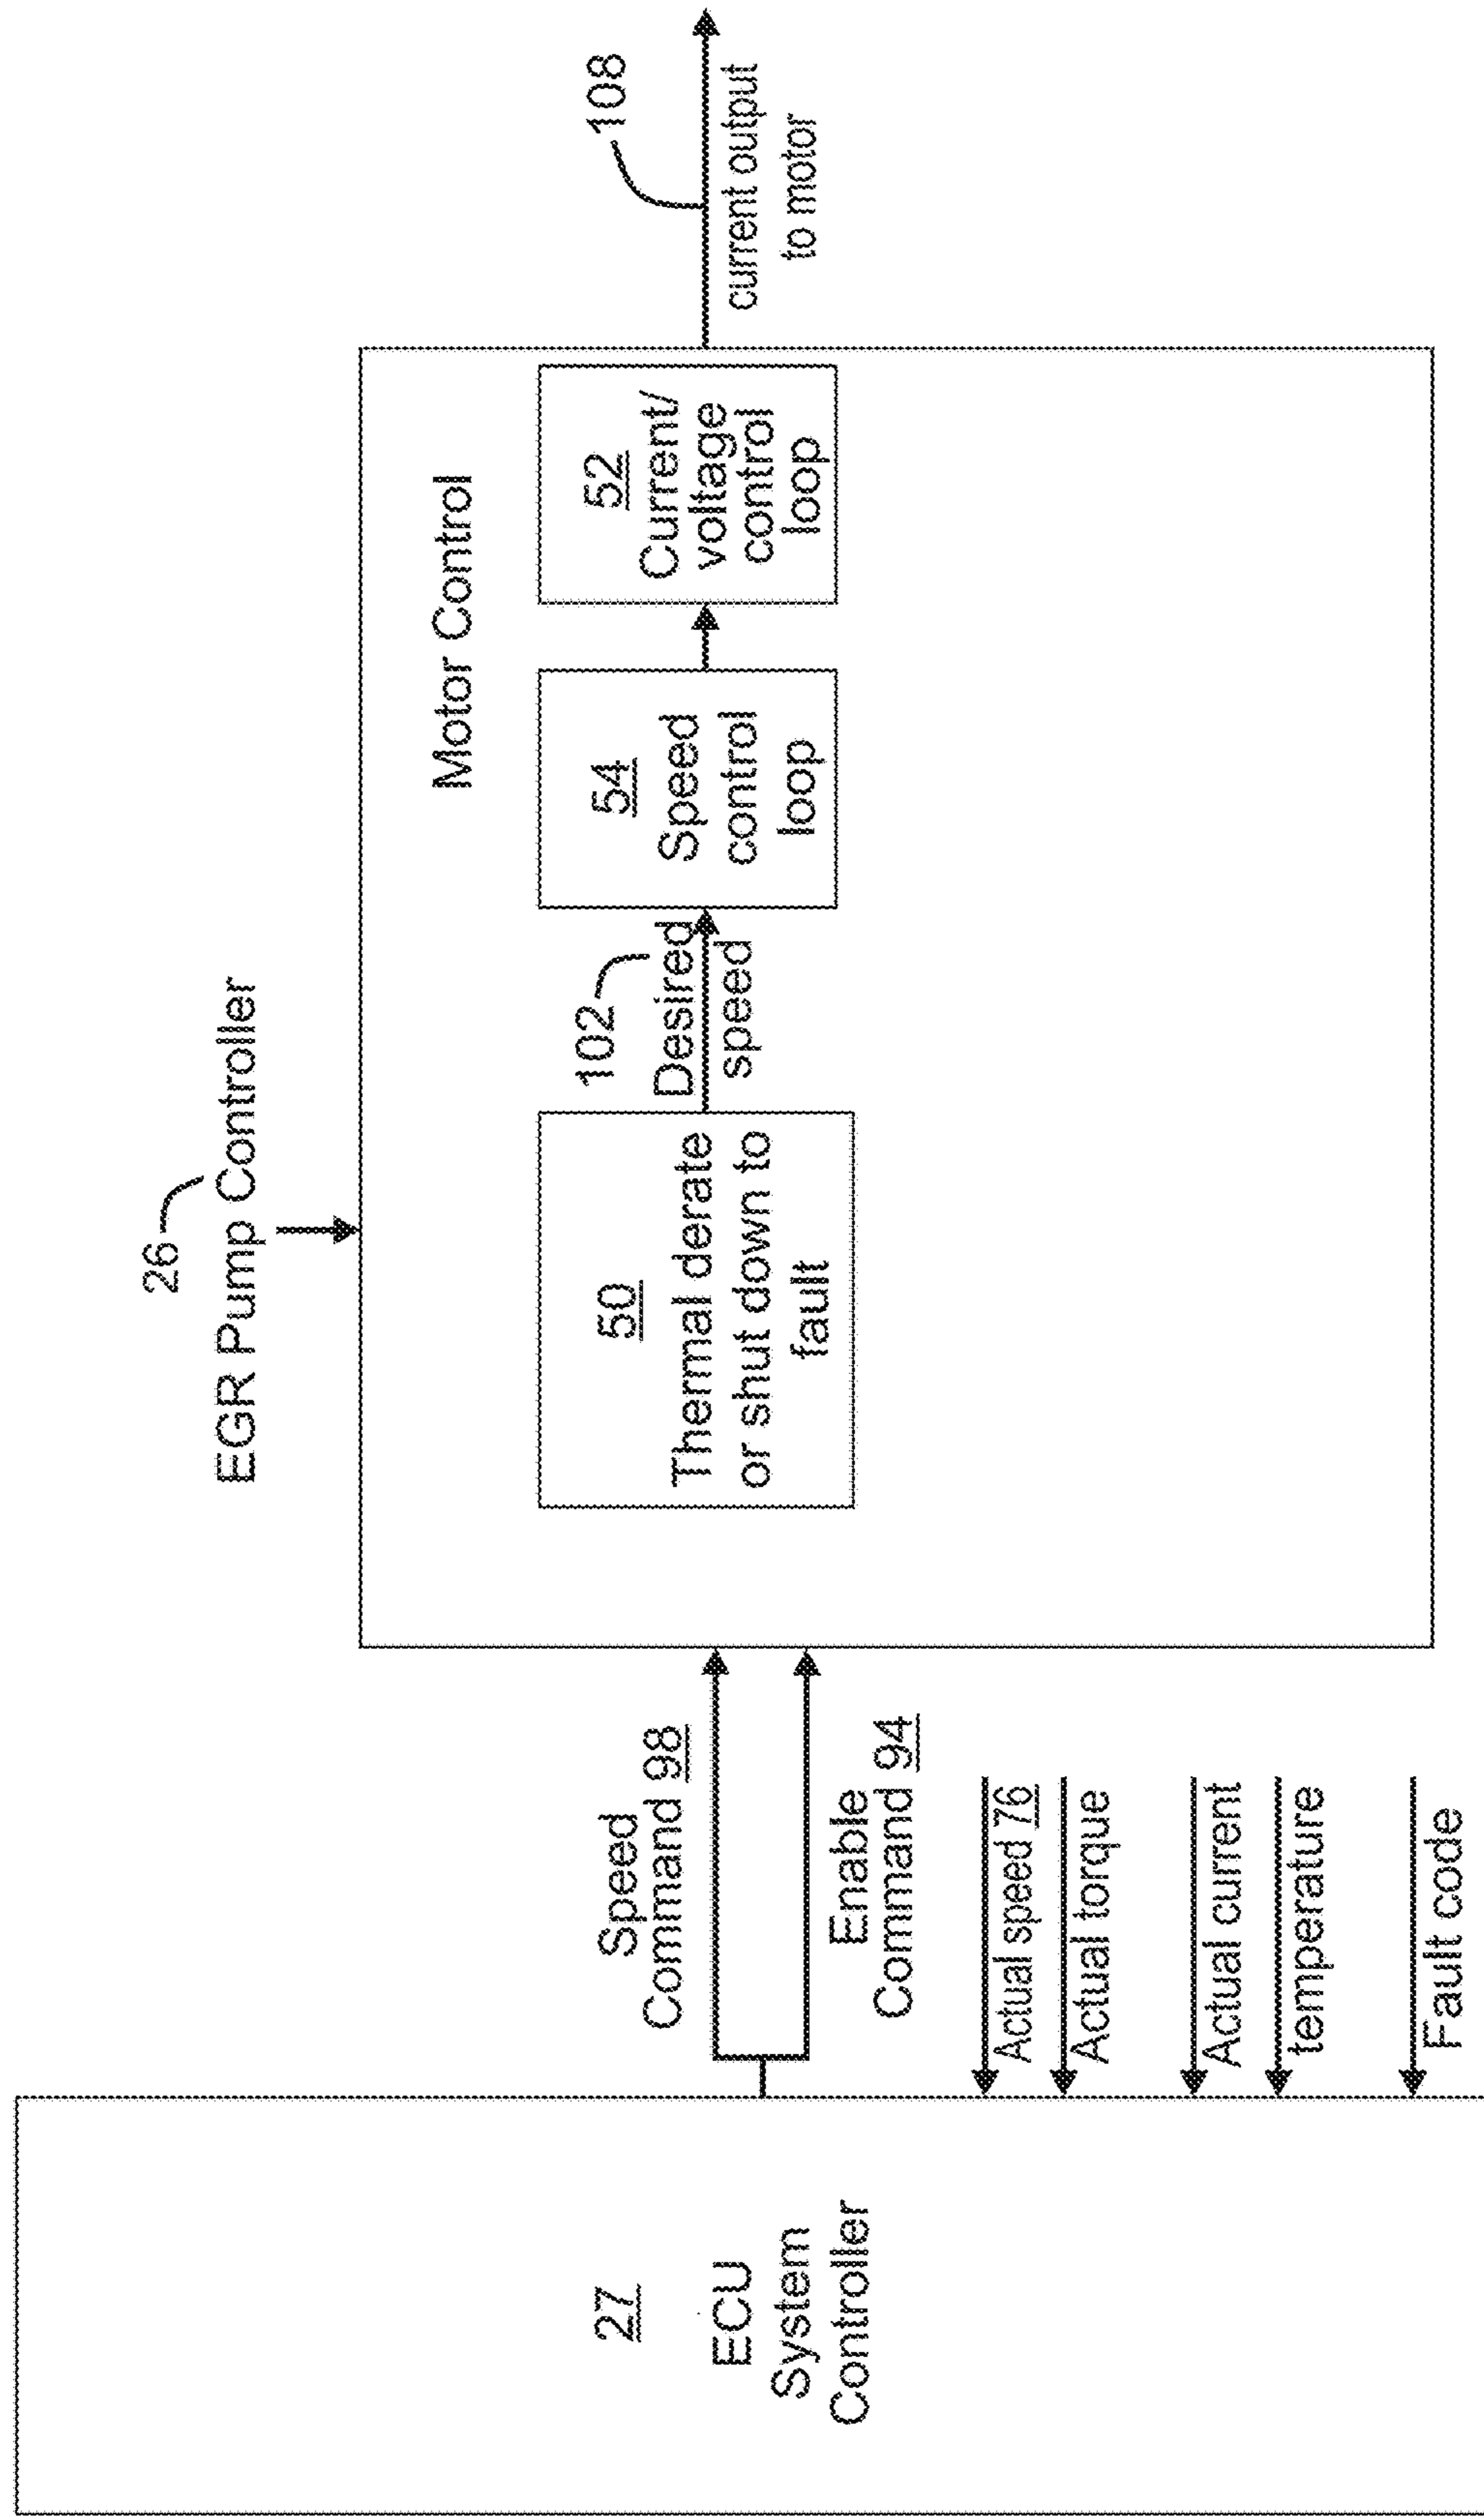 26
EGR Pump Controller
Motor Control
27
ECU
System
Controller
Speed
Command 98
Enable
Command 94
Actual speed 76
Actual torque
Actual current
temperature
Fault code
50
Thermal derate
or shut down to
fault
102
Desired
speed
54
Speed
control
loop
52
Current/
voltage
control
loop
108
current output
to motor